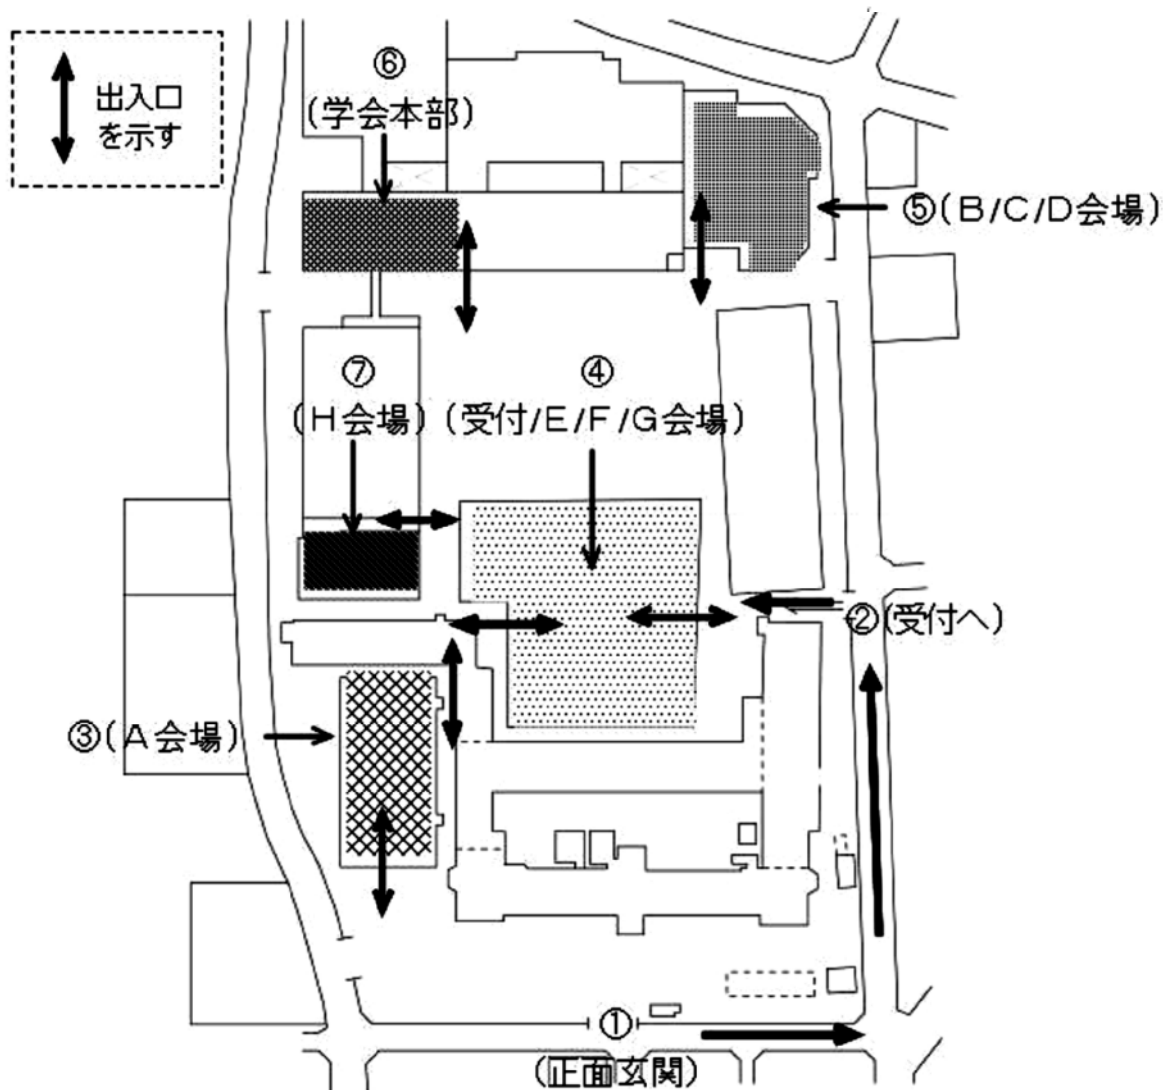 出入口
を示す
⑥
(学会本部)
⑤(B/C/D会場)
⑦
(H会場)
④
(受付/E/F/G会場)
②(受付へ)
③(A会場)
①
(正面玄関)